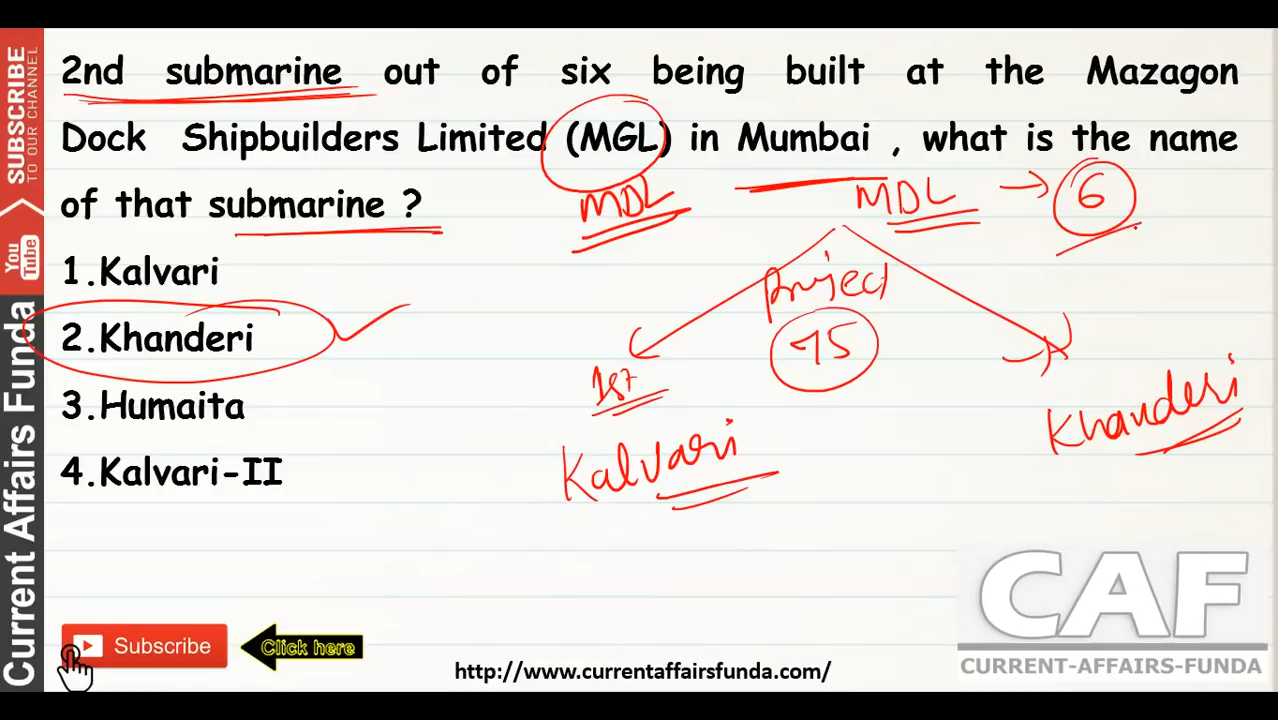 2nd submarine out of six being built at the Mazagon
Dock Shipbuilders Limited (MGL) in Mumbai , what is the name
of that submarine ?
MDL
MDL → 6
1.Kalvari
Project
2.Khanderi
75
1st
3.Humaita
Khanderi
Kalvari
4.Kalvari-II
SUBSCRIBE
TO OUR CHANNEL
You Tube
Current Affairs Funda
Subscribe
Click here
http://www.currentaffairsfunda.com/
CAF
CURRENT-AFFAIRS-FUNDA